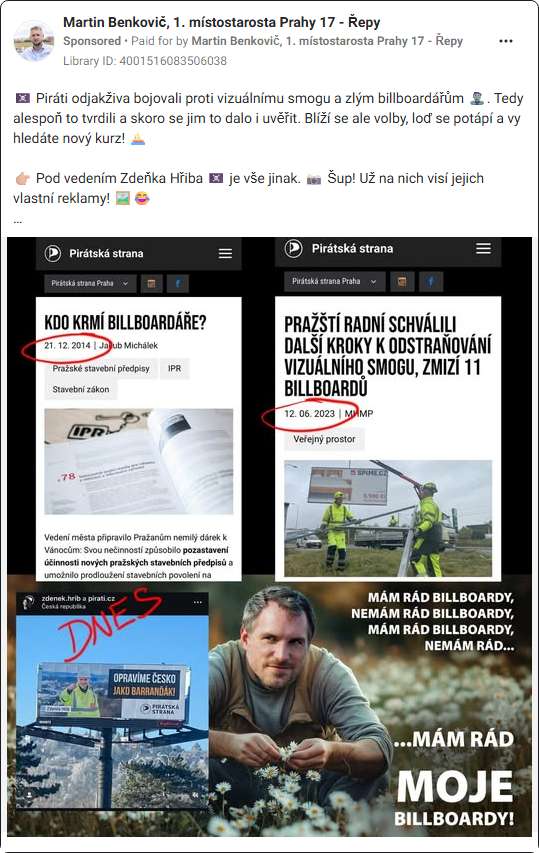 Martin Benkovič, 1. místostarosta Prahy 17 - Řepy
Sponsored • Paid for by Martin Benkovič, 1. místostarosta Prahy 17 - Řepy
Library ID: 4001516083506038
🏴‍☠️ Piráti odjakživa bojovali proti vizuálnímu smogu a zlým billboardářům 🧟‍♂️. Tedy
alespoň to tvrdili a skoro se jim to dalo i uvěřit. Blíží se ale volby, loď se potápí a vy
hledáte nový kurz! ⛵
👉🏼 Pod vedením Zdeňka Hřiba 🏴‍☠️ je vše jinak. 📸 Šup! Už na nich visí jejich
vlastní reklamy! 🖼️ 😂
...
Pirátská strana
Pirátská strana Praha
KDO KRMÍ BILLBOARDÁŘE?
21. 12. 2014 | Jakub Michálek
Pražské stavební předpisy
IPR
Stavební zákon
IPR
78
Vedení města připravilo Pražanům nemilý dárek k
Vánocům: Svou nečinností způsobilo pozastavení
účinnosti nových pražských stavebních předpisů a
umožnilo prodloužení stavebních povolení na
Pirátská strana
Pirátská strana Praha
PRAŽŠTÍ RADNÍ SCHVÁLILI
DALŠÍ KROKY K ODSTRAŇOVÁNÍ
VIZUÁLNÍHO SMOGU, ZMIZÍ 11
BILLBOARDŮ
12. 06. 2023 | MHMP
Veřejný prostor
zdenek.hrib a pirati.cz
Česká republika
DNES
OPRAVÍME ČESKO
JAKO BARRANĎÁK!
PIRÁTSKÁ
STRANA
Zdeněk Hřib
MÁM RÁD BILLBOARDY,
NEMÁM RÁD BILLBOARDY,
MÁM RÁD BILLBOARDY,
NEMÁM RÁD...
...MÁM RÁD
MOJE
BILLBOARDY!